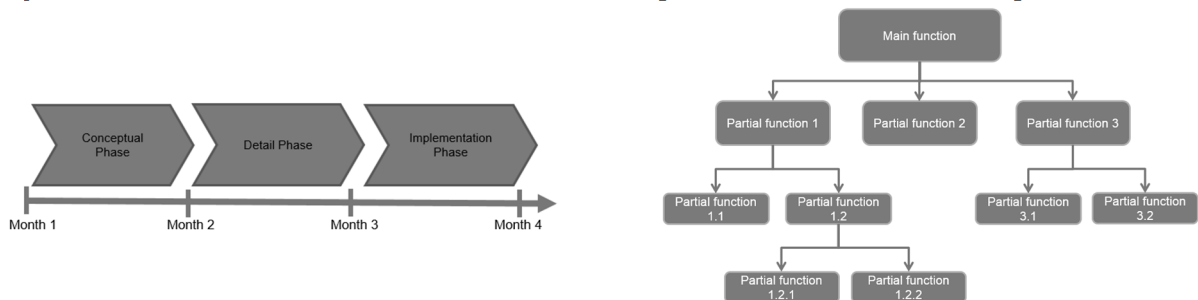 Conceptual
Phase
Detail Phase
Implementation
Phase
Month 1
Month 2
Month 3
Month 4
Main function
Partial function 1
Partial function 2
Partial function 3
Partial function
1.1
Partial function
1.2
Partial function
3.1
Partial function
3.2
Partial function
1.2.1
Partial function
1.2.2